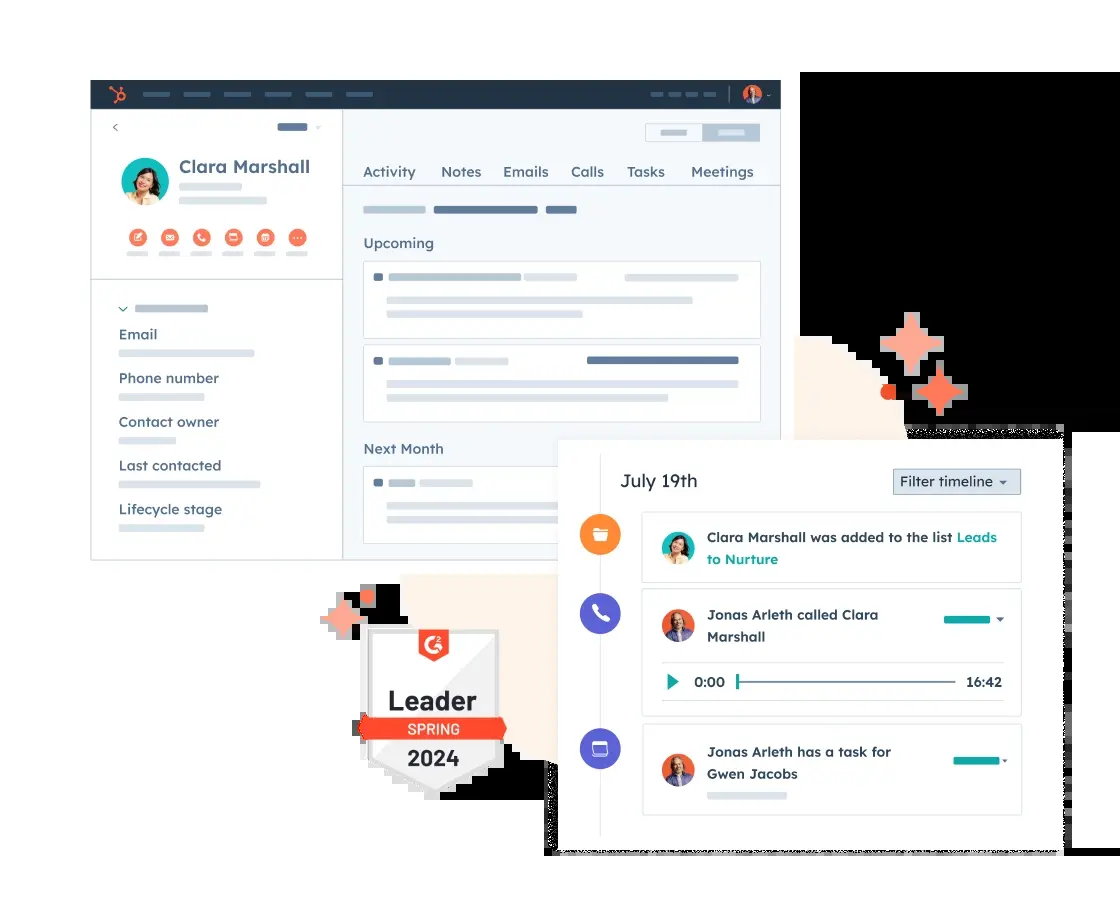 Clara Marshall
Email
Phone number
Contact owner
Last contacted
Lifecycle stage
Activity Notes Emails Calls Tasks Meetings
Upcoming
Next Month
July 19th
Filter timeline
Clara Marshall was added to the list Leads
to Nurture
Jonas Arleth called Clara
Marshall
0:00 16:42
Jonas Arleth has a task for
Gwen Jacobs
G2
Leader
SPRING
2024